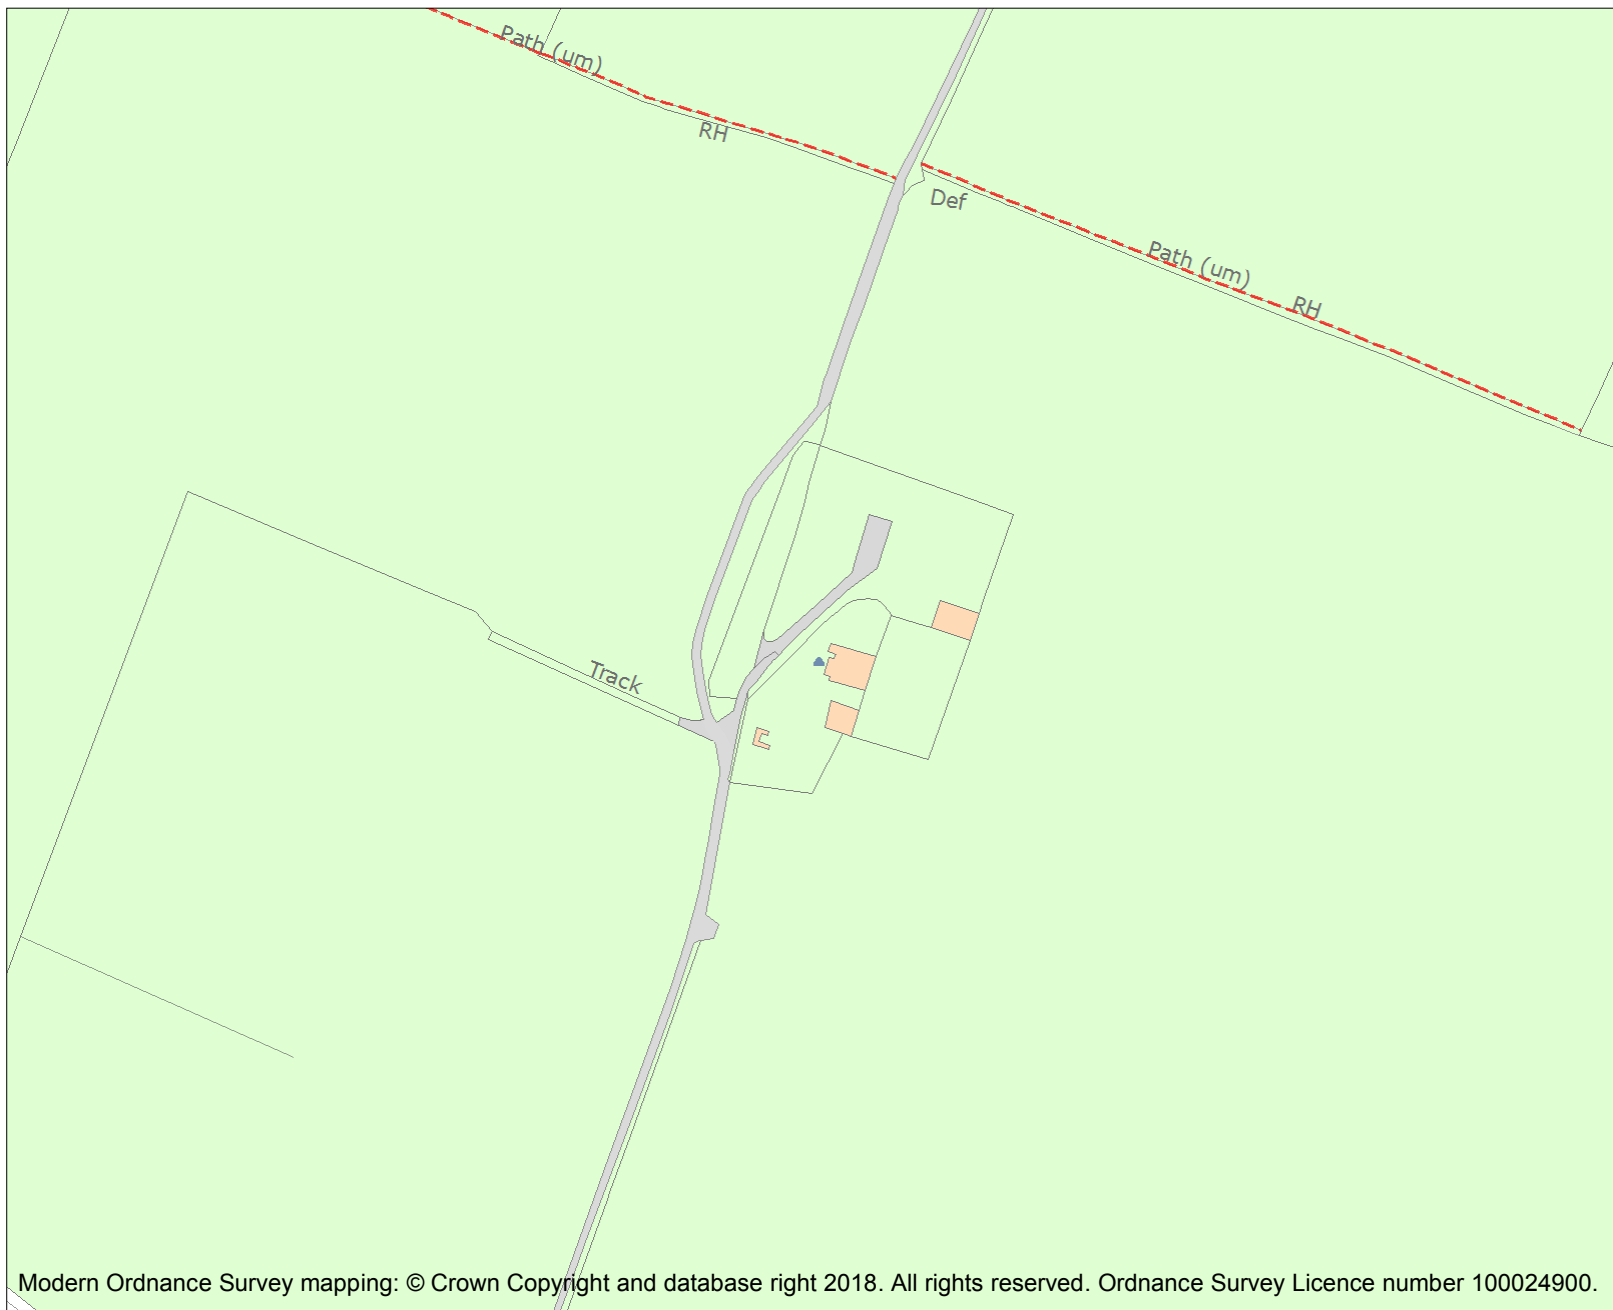 Path (um)
RH
Def
Path (um)
RH
Track
Modern Ordnance Survey mapping: © Crown Copyright and database right 2018. All rights reserved. Ordnance Survey Licence number 100024900.